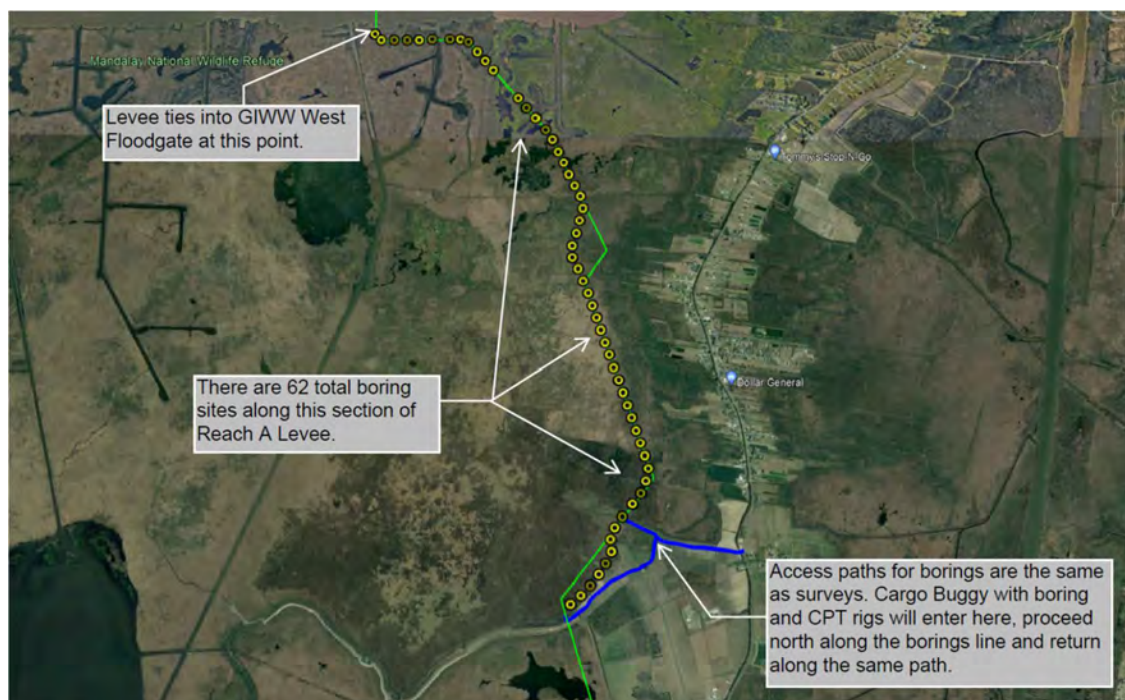 Mandalay National Wildlife Refuge
Levee ties into GIWW West
Floodgate at this point.
Stop N Go
There are 62 total boring
sites along this section of
Reach A Levee.
Dollar General
Access paths for borings are the same
as surveys. Cargo Buggy with boring
and CPT rigs will enter here, proceed
north along the borings line and return
along the same path.